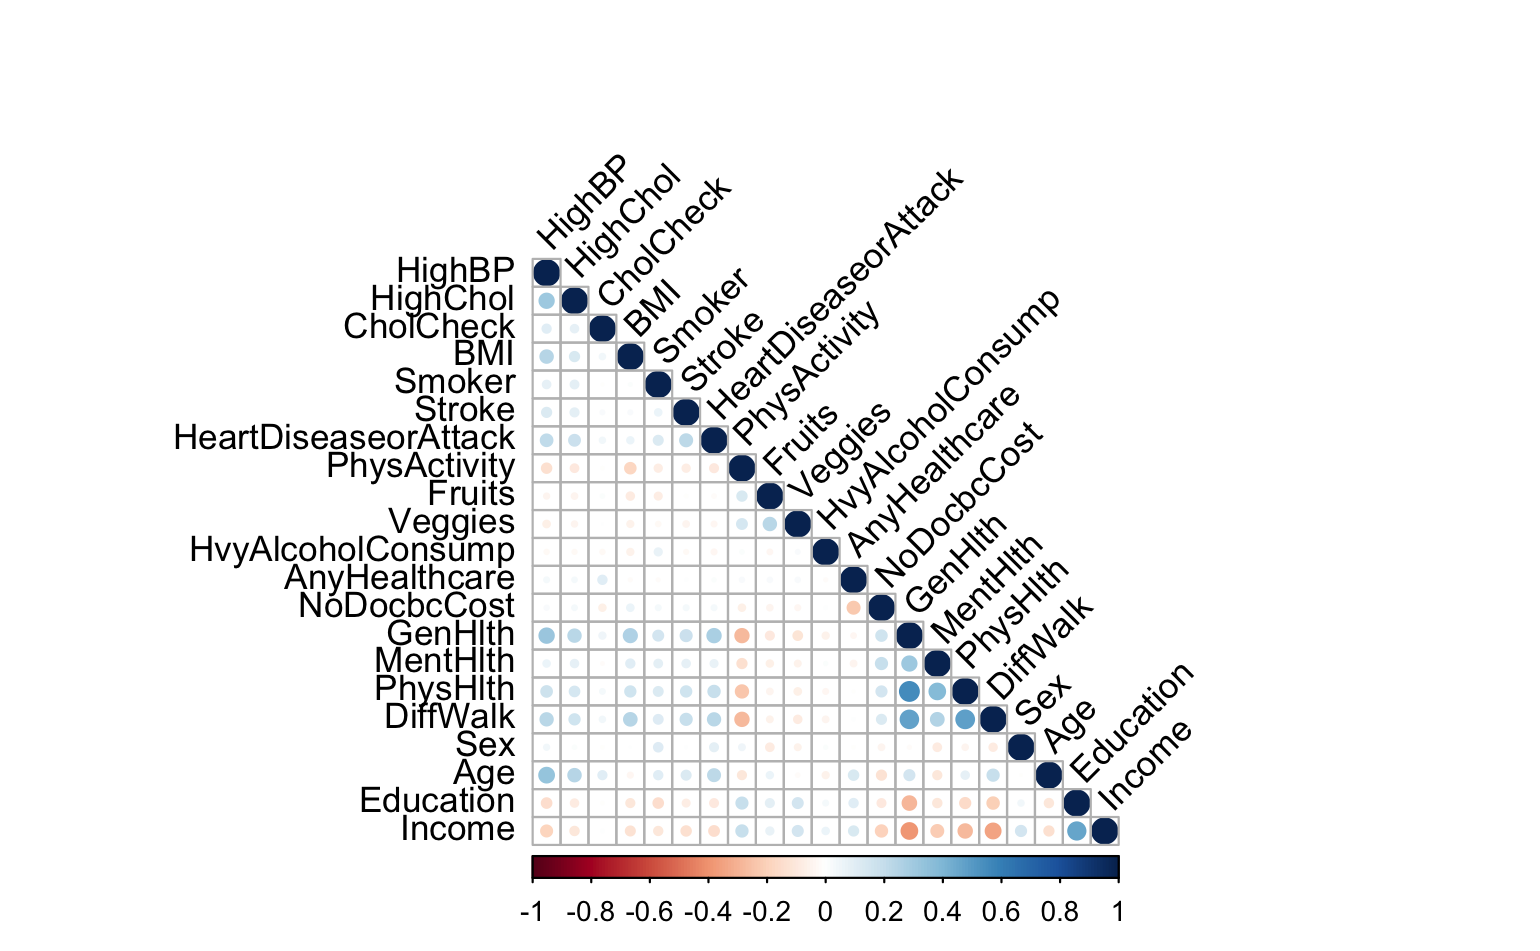 HighBP
HighChol
CholCheck
BMI
Smoker
Stroke
HeartDiseaseorAttack
PhysActivity
Fruits
Veggies
HvyAlcoholConsump
AnyHealthcare
NoDocbcCost
GenHlth
MentHlth
PhysHlth
DiffWalk
Sex
Age
Education
Income
HighBP
HighChol
CholCheck
BMI
Smoker
Stroke
HeartDiseaseorAttack
PhysActivity
Fruits
Veggies
HvyAlcoholConsump
AnyHealthcare
NoDocbcCost
GenHlth
MentHlth
PhysHlth
DiffWalk
Sex
Age
Education
Income
-1 -0.8 -0.6 -0.4 -0.2 0 0.2 0.4 0.6 0.8 1